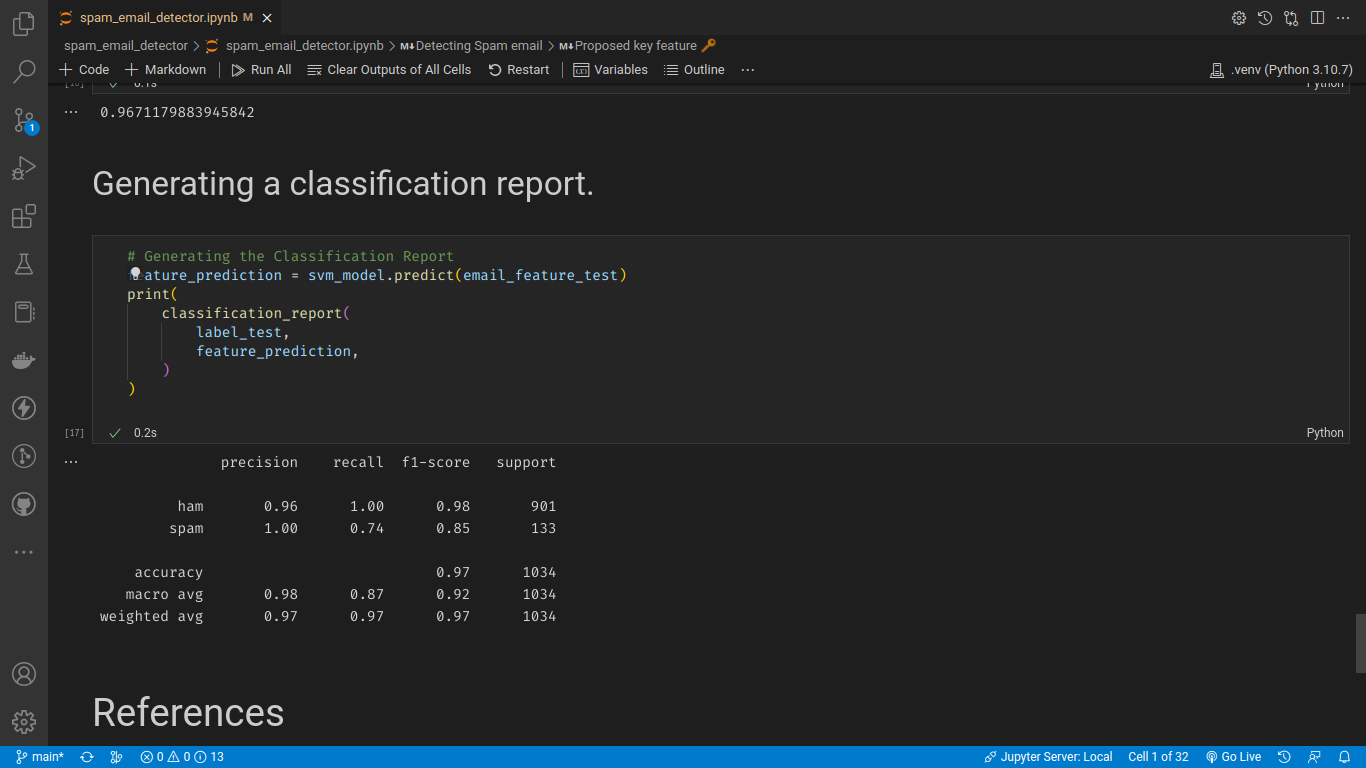 spam_email_detector.ipynb M
spam_email_detector > spam_email_detector.ipynb > M↓Detecting Spam email > M↓Proposed key feature 🔑
+ Code + Markdown Run All Clear Outputs of All Cells Restart Variables Outline ... .venv (Python 3.10.7)
[16] 0.1s Python
0.9671179883945842
Generating a classification report.
# Generating the Classification Report
feature_prediction = svm_model.predict(email_feature_test)
print(
classification_report(
label_test,
feature_prediction,
)
)
[17] 0.2s Python
precision recall f1-score support
ham 0.96 1.00 0.98 901
spam 1.00 0.74 0.85 133
accuracy 0.97 1034
macro avg 0.98 0.87 0.92 1034
weighted avg 0.97 0.97 0.97 1034
References
1
main* 0 0 13 Jupyter Server: Local Cell 1 of 32 Go Live